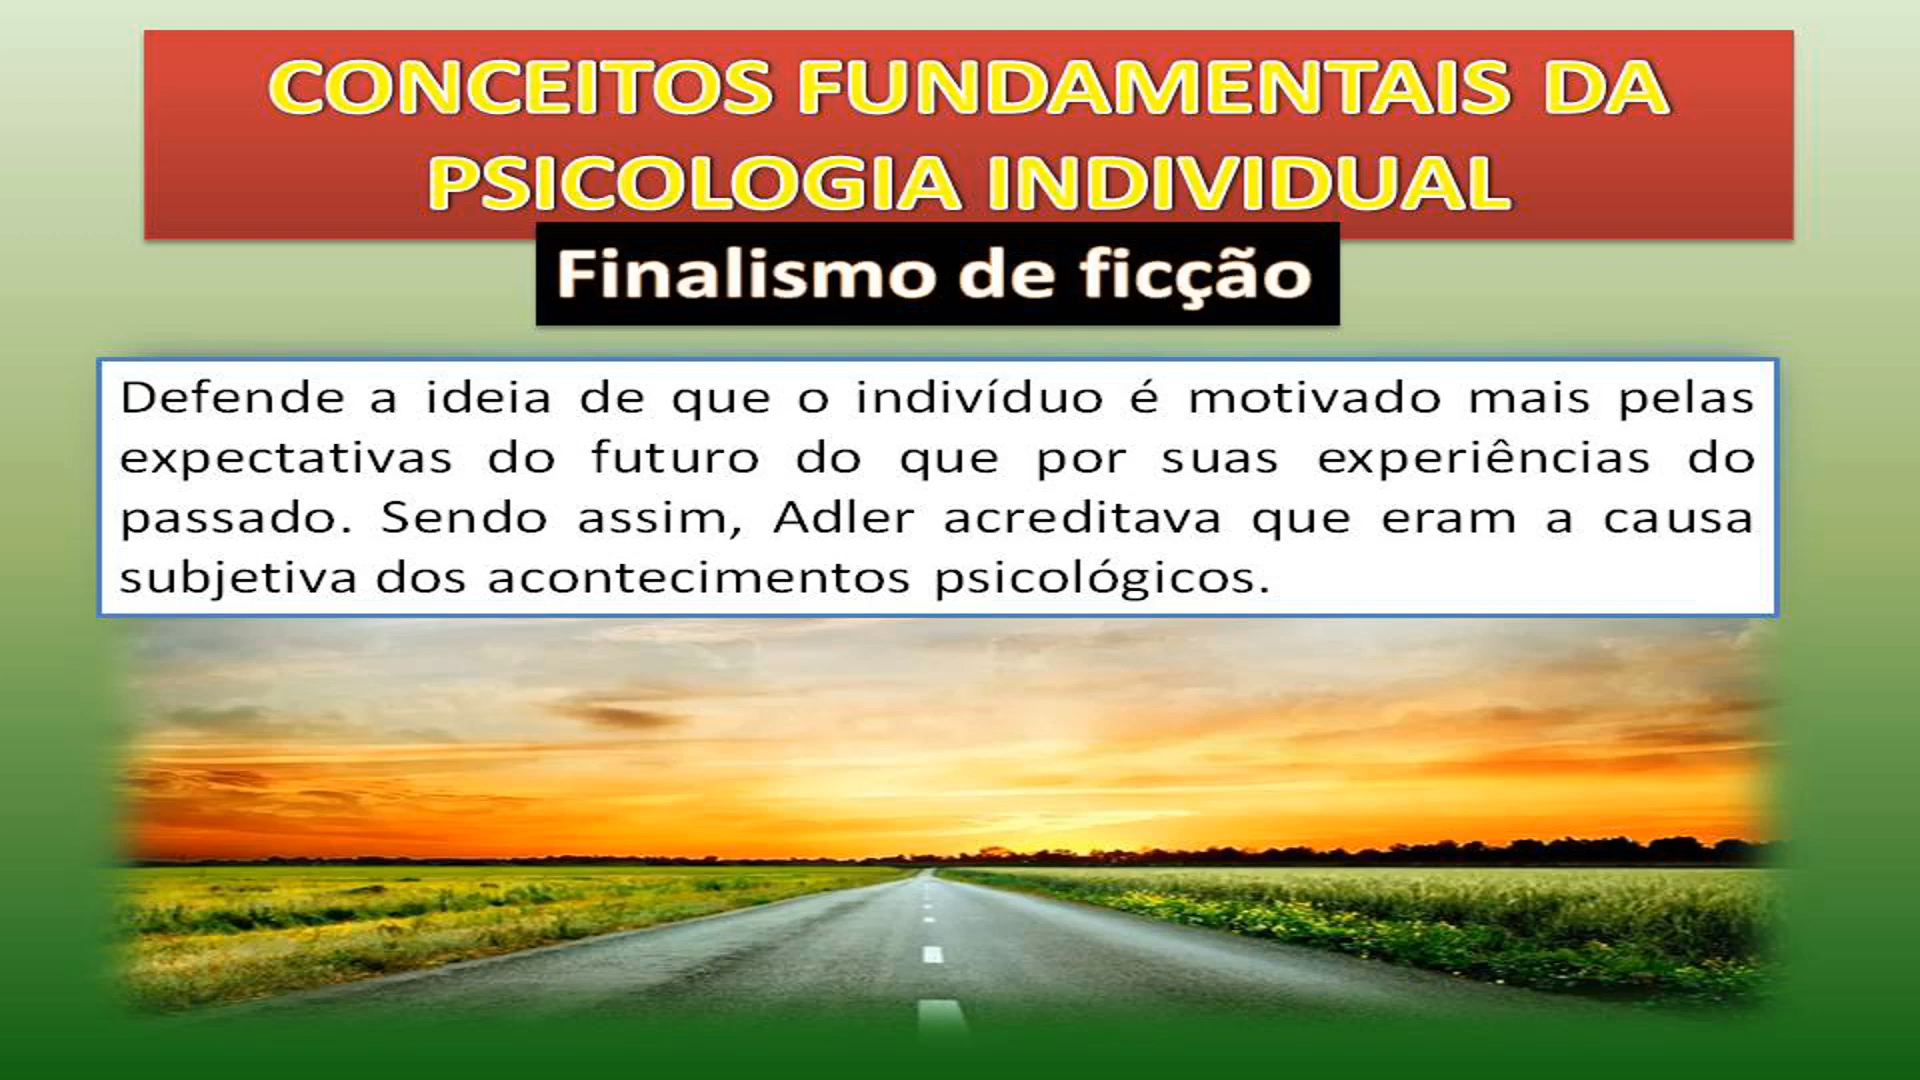 CONCEITOS FUNDAMENTAIS DA
PSICOLOGIA INDIVIDUAL
Finalismo de ficção
Defende a ideia de que o indivíduo é motivado mais pelas
expectativas do futuro do que por suas experiências do
passado. Sendo assim, Adler acreditava que eram a causa
subjetiva dos acontecimentos psicológicos.